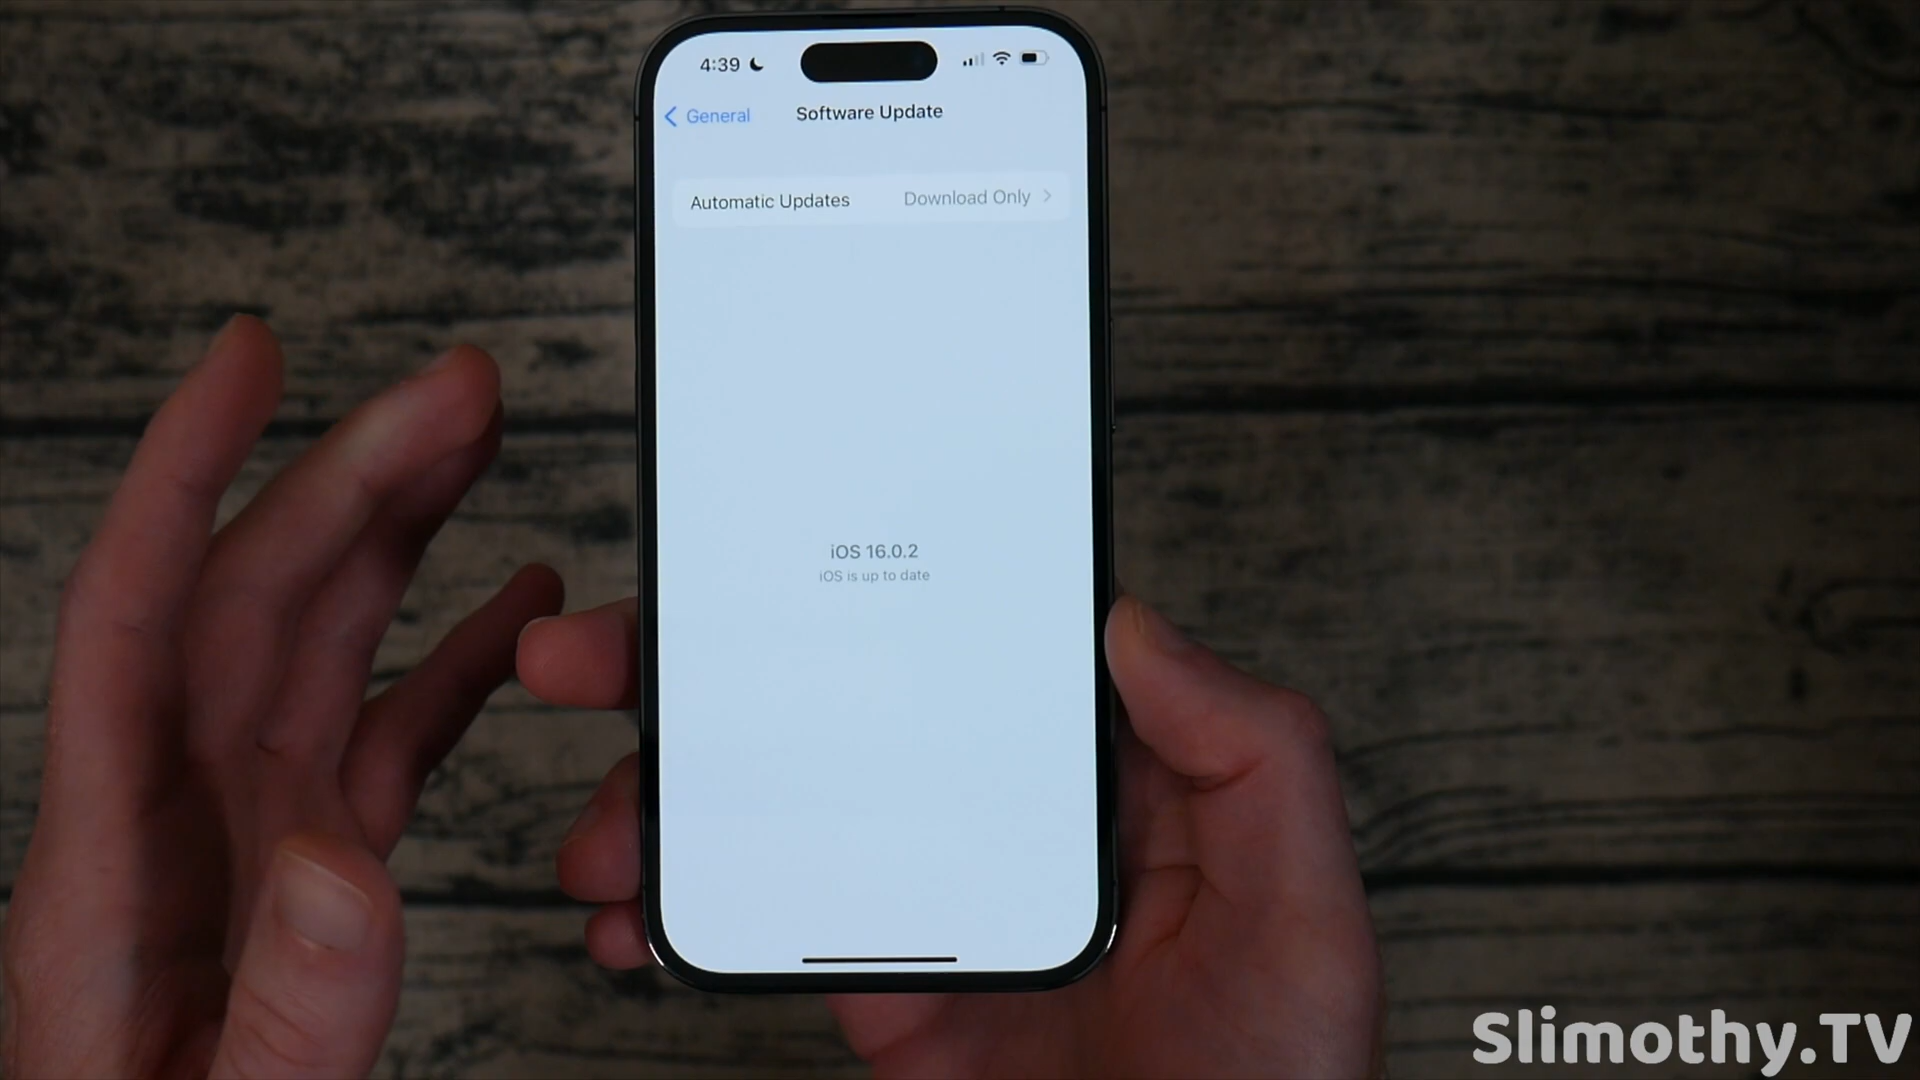 4:39
General
Software Update
Automatic Updates Download Only
iOS 16.0.2
iOS is up to date
Slimothy.TV